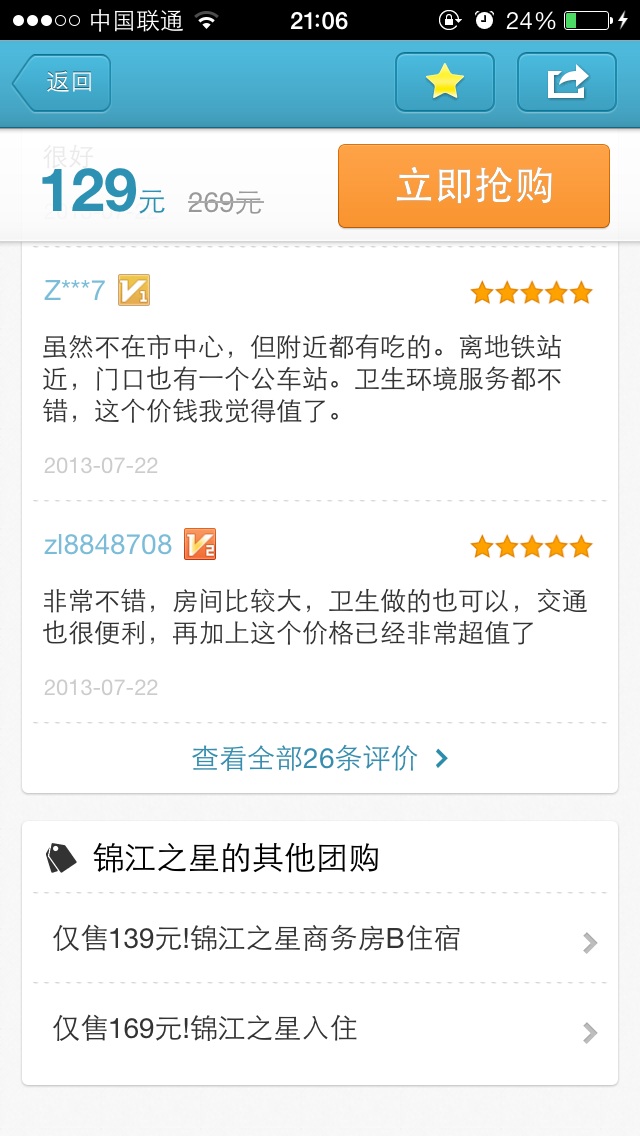 中国联通
21:06
24%
返回
很好
129元 269元
立即抢购
Z***7 V1
虽然不在市中心，但附近都有吃的。离地铁站
近，门口也有一个公车站。卫生环境服务都不
错，这个价钱我觉得值了。
2013-07-22
zl8848708 V2
非常不错，房间比较大，卫生做的也可以，交通
也很便利，再加上这个价格已经非常超值了
2013-07-22
查看全部26条评价
锦江之星的其他团购
仅售139元!锦江之星商务房B住宿
仅售169元!锦江之星入住